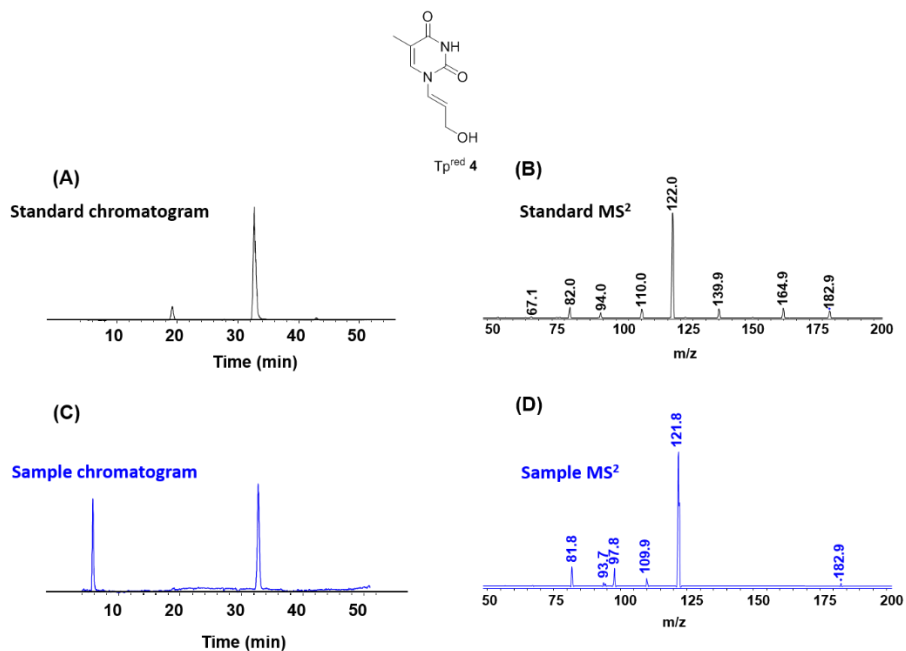 O
NH
N
O
OH
Tp^red 4
(A)
Standard chromatogram
10 20 30 40 50
Time (min)
(B)
Standard MS²
67.1 82.0 94.0 110.0 122.0 139.9 164.9 182.9
50 75 100 125 150 175 200
m/z
(C)
Sample chromatogram
10 20 30 40 50
Time (min)
(D)
Sample MS²
81.8 93.7 97.8 109.9 121.8 182.9
50 75 100 125 150 175 200
m/z